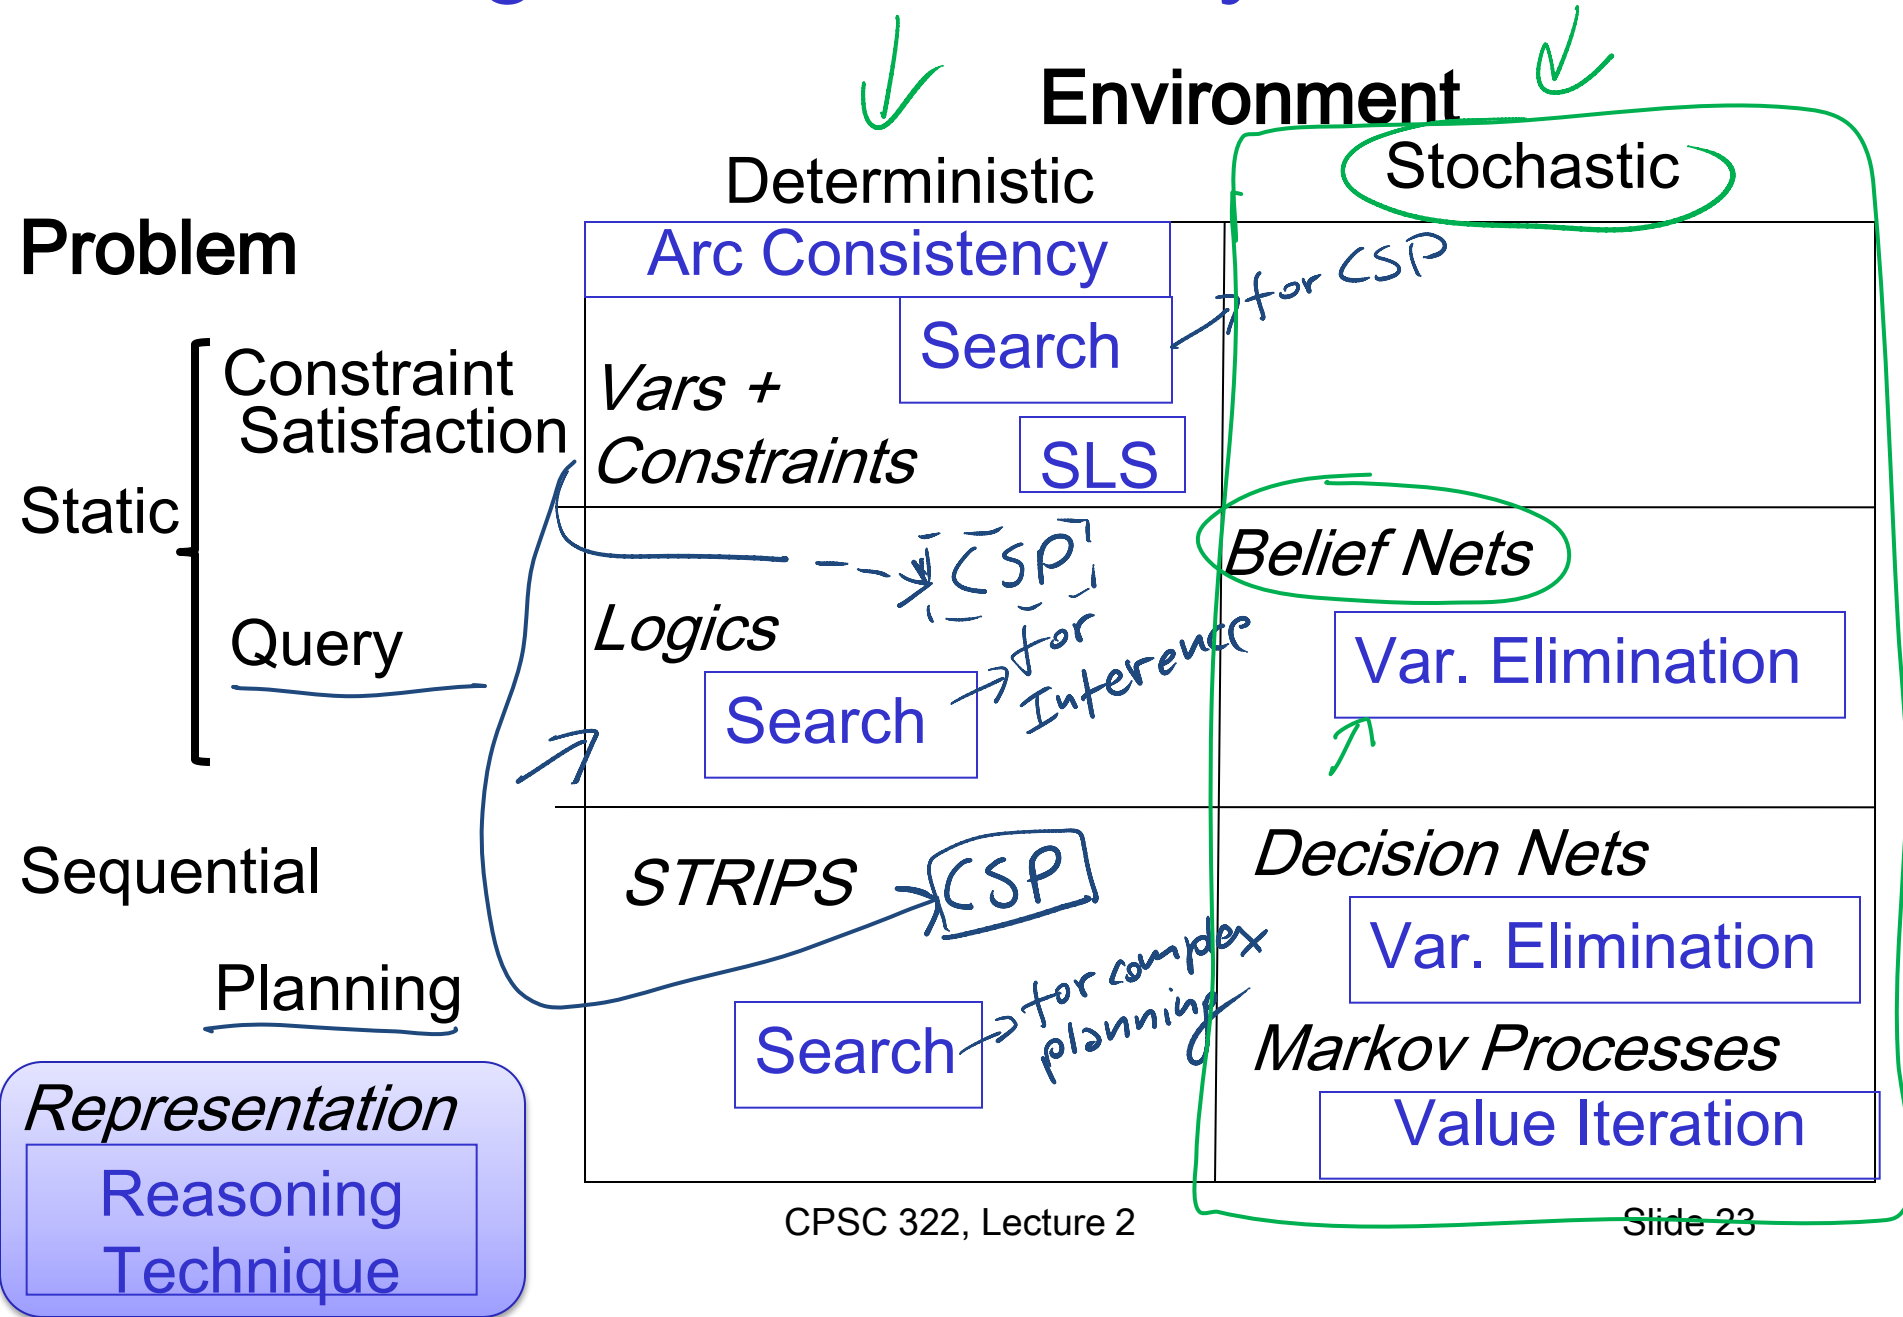 Environment
Deterministic
Stochastic
Problem
Arc Consistency
Search
for CSP
Constraint
Satisfaction
Vars +
Constraints
SLS
Static
CSP
Belief Nets
Query
Logics
for
Inference
Search
Var. Elimination
Sequential
STRIPS
CSP
Decision Nets
Var. Elimination
Planning
Search
for complex
planning
Markov Processes
Value Iteration
Representation
Reasoning
Technique
CPSC 322, Lecture 2
Slide 23